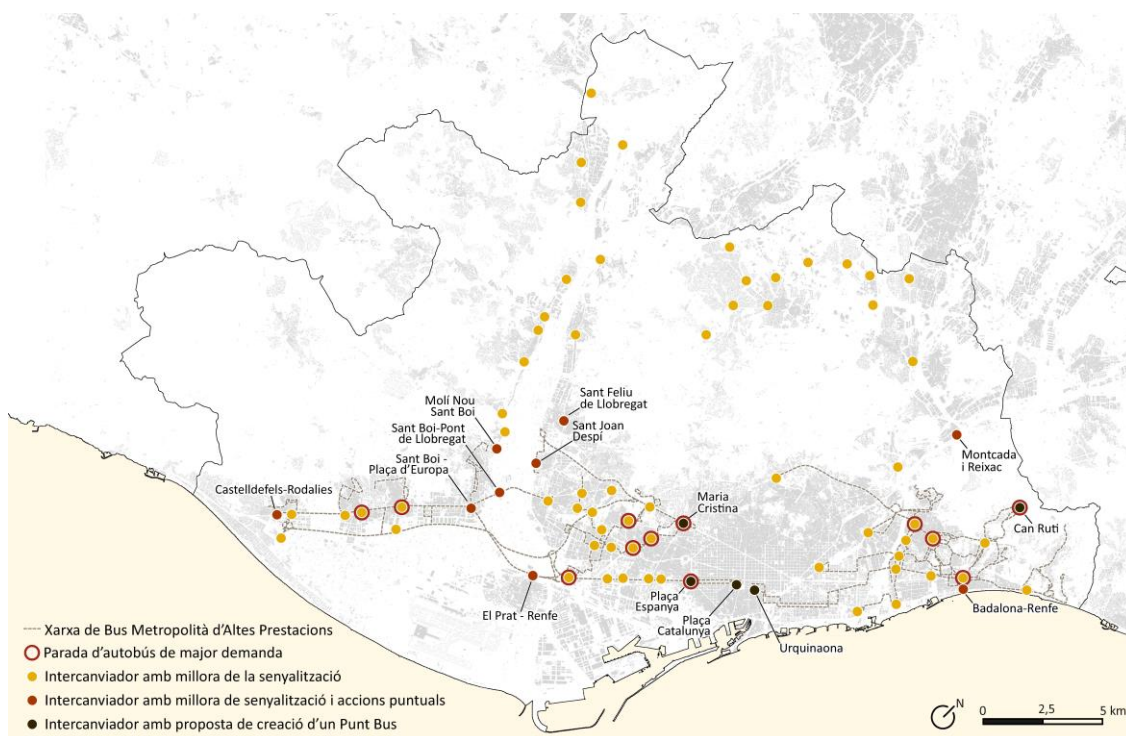 Sant Feliu
de Llobregat
Molí Nou
Sant Boi
Sant Joan
Despí
Sant Boi-Pont
de Llobregat
Sant Boi -
Plaça d'Europa
Montcada
i Reixac
Castelldefels-Rodalies
Maria
Cristina
Can Ruti
El Prat - Renfe
Plaça
Espanya
Plaça
Catalunya
Urquinaona
Badalona-Renfe
Xarxa de Bus Metropolità d'Altes Prestacions
Parada d'autobús de major demanda
Intercanviador amb millora de la senyalització
Intercanviador amb millora de senyalització i accions puntuals
Intercanviador amb proposta de creació d'un Punt Bus
N
0 2,5 5 km